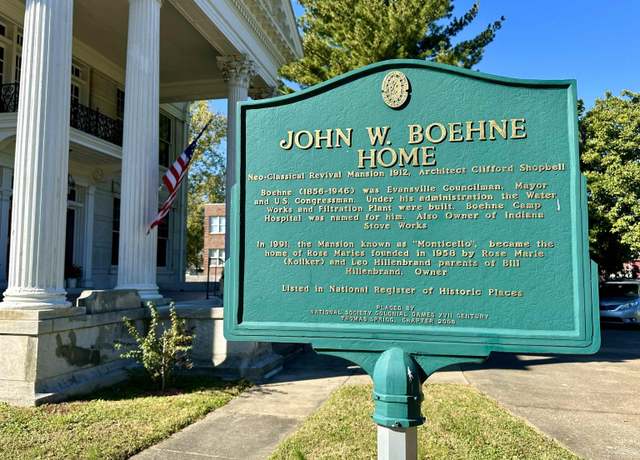 JOHN W. BOEHNE
HOME
Neo-Classical Revival Mansion 1912, Architect Clifford Shopbell
Boehne (1856-1946) was Evansville Councilman, Mayor
and U.S. Congressman. Under his administration the Water
Works and Filtration Plant were built. Boehne Camp
Hospital was named for him. Also Owner of Indiana
Stove Works
In 1991, the Mansion known as "Monticello", became the
home of Rose Maries founded in 1958 by Rose Marie
(Kollker) and Leo Hillenbrand parents of Bill
Hillenbrand, Owner
Listed in National Register of Historic Places
PLACED BY
NATIONAL SOCIETY COLONIAL DAMES XVII CENTURY
THOMAS SPRIGG, CHAPTER 2008